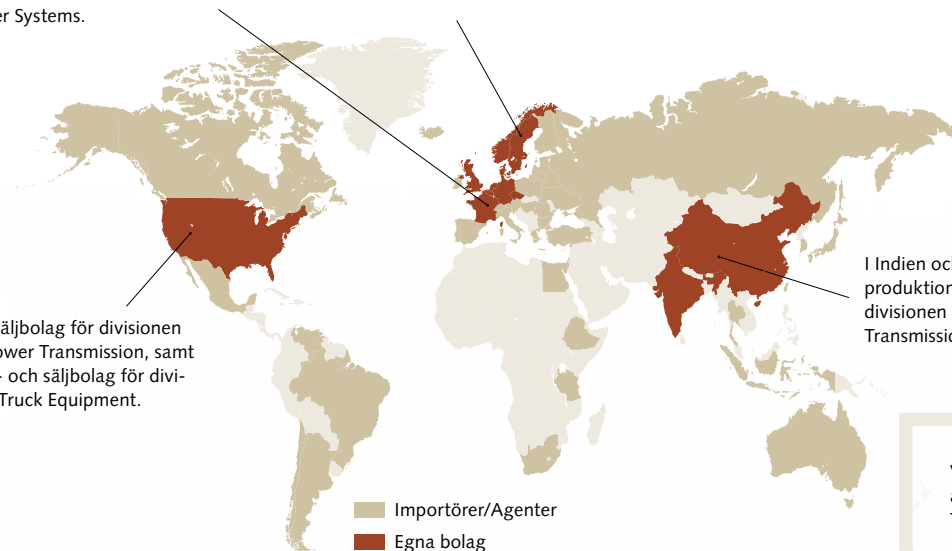 er Systems.
I Indien oc
produktion
divisionen
Transmissio
äljbolag för divisionen
ower Transmission, samt
- och säljbolag för divi-
Truck Equipment.
Importörer/Agenter
Egna bolag